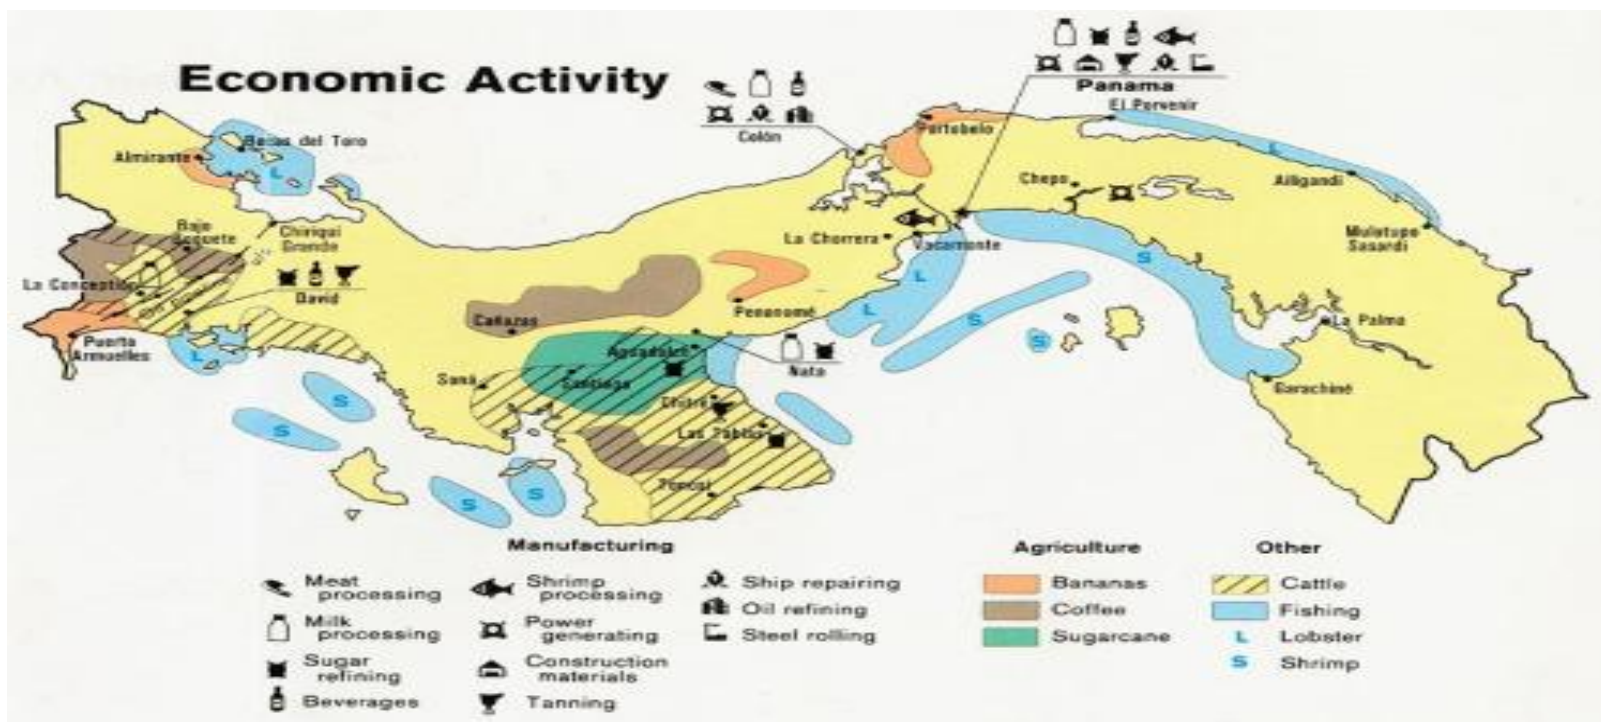 Economic Activity
Panama
El Porvenir
Colón
Portobelo
Bocas del Toro
Almirante
Chepo
Ailigandi
Bajo
Boquete
Chiriqui
Grande
La Chorrera
Vacamonte
Mulatupo
Sasardi
L
S
La Concepción
David
L
L
S
Penonomé
Cañazas
La Palma
Puerto
Armuelles
L
Aguadulce
Nata
S
Soná
Santiago
Garachiné
S
Chitré
S
Las Tablas
S
S
Tonosí
Manufacturing
Agriculture
Other
Meat
processing
Shrimp
processing
Ship repairing
Bananas
Cattle
Milk
processing
Power
generating
Oil refining
Coffee
Fishing
Sugar
refining
Construction
materials
Steel rolling
Sugarcane
L Lobster
Beverages
Tanning
S Shrimp